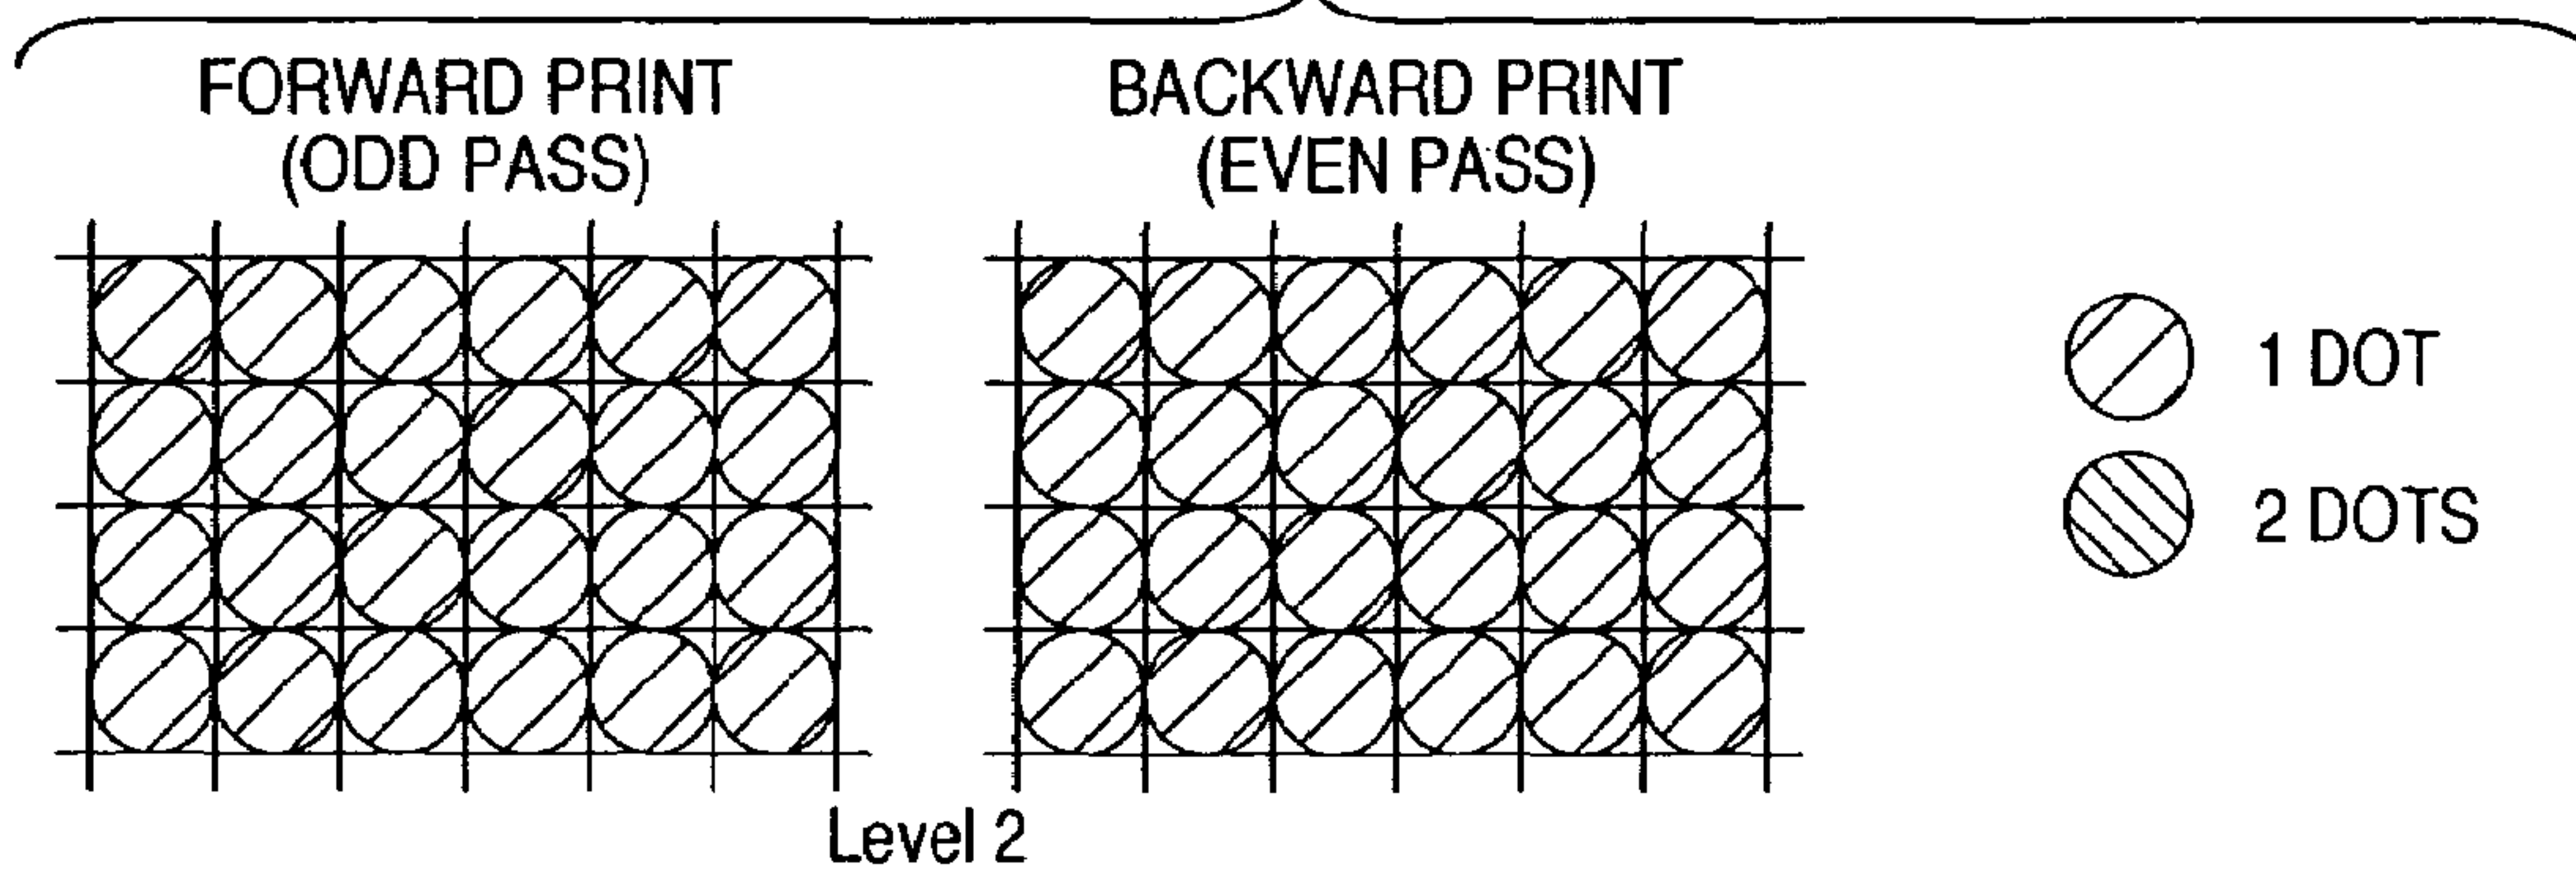 FORWARD PRINT
(ODD PASS)
BACKWARD PRINT
(EVEN PASS)
1 DOT
2 DOTS
Level 2